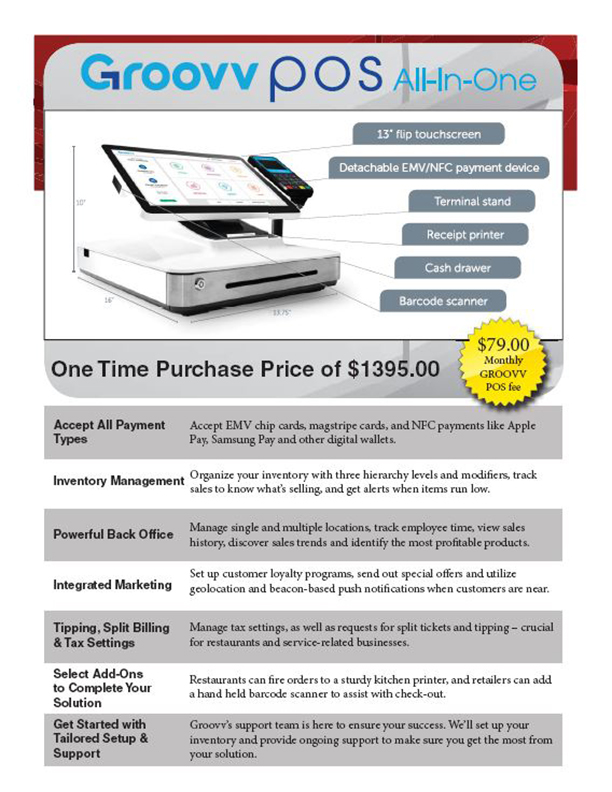 Groovv POS All-In-One
13" flip touchscreen
Detachable EMV/NFC payment device
Terminal stand
Receipt printer
Cash drawer
Barcode scanner
10"
16"
13.75"
One Time Purchase Price of $1395.00
$79.00
Monthly
GROOVV
POS fee
Accept All Payment
Types
Accept EMV chip cards, magstripe cards, and NFC payments like Apple
Pay, Samsung Pay and other digital wallets.
Inventory Management
Organize your inventory with three hierarchy levels and modifiers, track
sales to know what's selling, and get alerts when items run low.
Powerful Back Office
Manage single and multiple locations, track employee time, view sales
history, discover sales trends and identify the most profitable products.
Integrated Marketing
Set up customer loyalty programs, send out special offers and utilize
geolocation and beacon-based push notifications when customers are near.
Tipping, Split Billing
& Tax Settings
Manage tax settings, as well as requests for split tickets and tipping – crucial
for restaurants and service-related businesses.
Select Add-Ons
to Complete Your
Solution
Restaurants can fire orders to a sturdy kitchen printer, and retailers can add
a hand held barcode scanner to assist with check-out.
Get Started with
Tailored Setup &
Support
Groovv's support team is here to ensure your success. We'll set up your
inventory and provide ongoing support to make sure you get the most from
your solution.